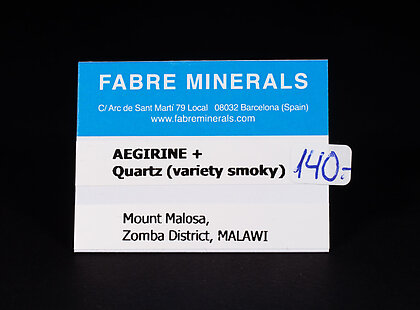 FABRE MINERALS
C/ Arc de Sant Martí 79 Local 08032 Barcelona (Spain)
www.fabreminerals.com
AEGIRINE +
Quartz (variety smoky)
140.-
Mount Malosa,
Zomba District, MALAWI